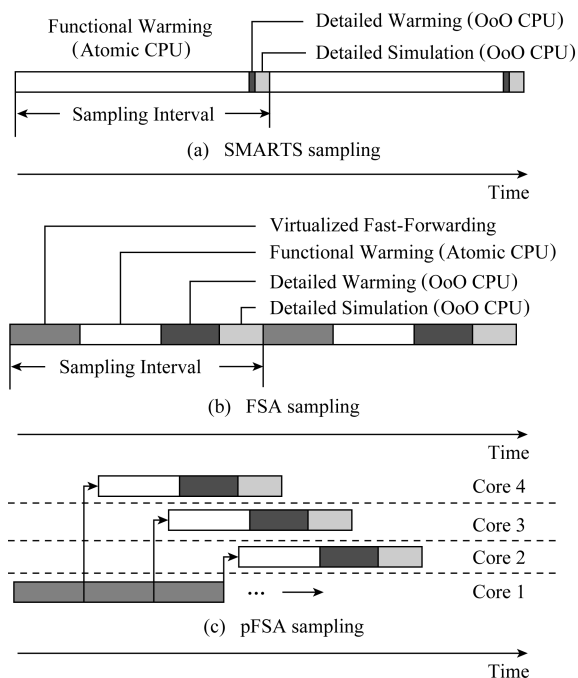 Functional Warming
(Atomic CPU)
Detailed Warming (OoO CPU)
Detailed Simulation (OoO CPU)
Sampling Interval
(a) SMARTS sampling
Time
Virtualized Fast-Forwarding
Functional Warming (Atomic CPU)
Detailed Warming (OoO CPU)
Detailed Simulation (OoO CPU)
Sampling Interval
(b) FSA sampling
Time
Core 4
Core 3
Core 2
... Core 1
(c) pFSA sampling
Time